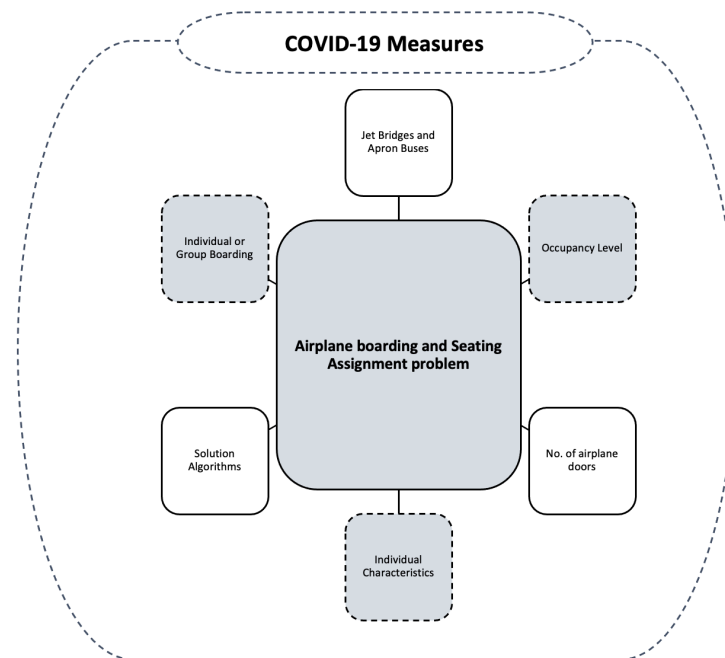 COVID-19 Measures
Jet Bridges and
Apron Buses
Individual or
Group Boarding
Occupancy Level
Airplane boarding and Seating
Assignment problem
Solution
Algorithms
No. of airplane
doors
Individual
Characteristics